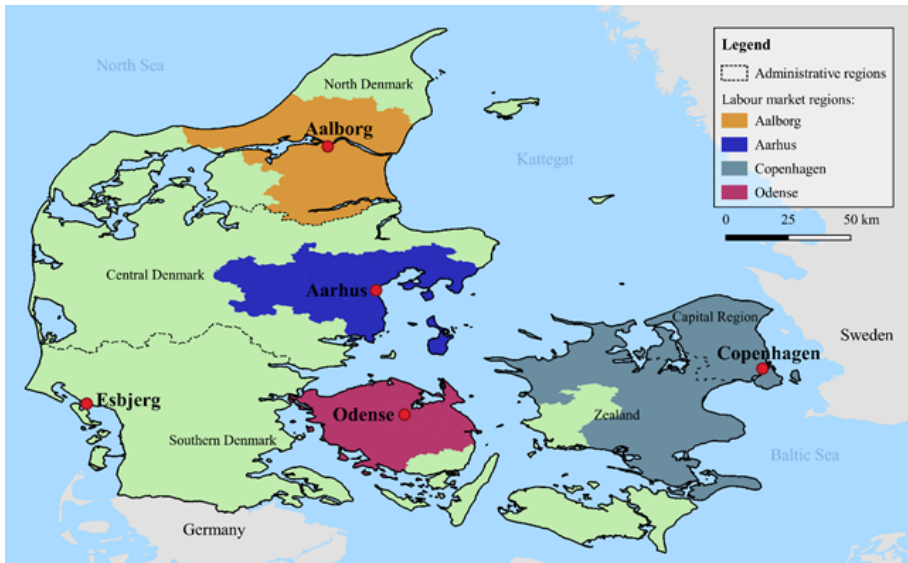 North Sea
North Denmark
Aalborg
Kattegat
Central Denmark
Aarhus
Capital Region
Sweden
Copenhagen
Esbjerg
Odense
Zealand
Southern Denmark
Baltic Sea
Germany
Legend
Administrative regions
Labour market regions:
Aalborg
Aarhus
Copenhagen
Odense
0 25 50 km